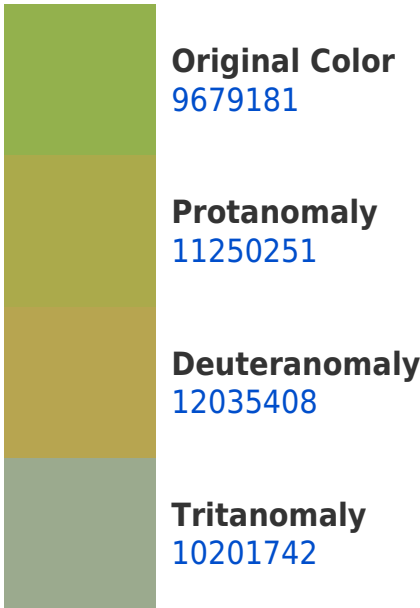 Original Color
9679181
Protanomaly
11250251
Deuteranomaly
12035408
Tritanomaly
10201742